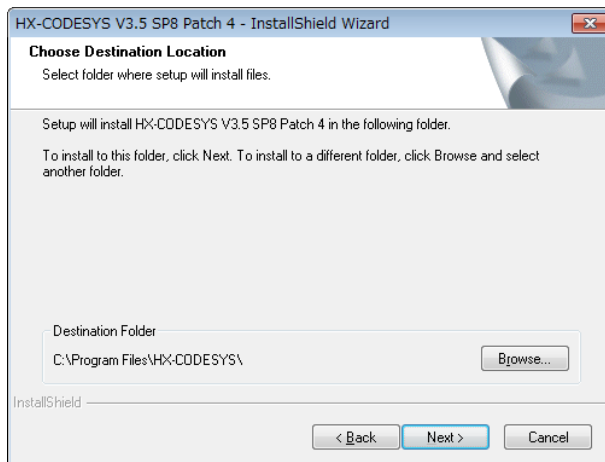 HX-CODESYS V3.5 SP8 Patch 4 - InstallShield Wizard
Choose Destination Location
Select folder where setup will install files.
Setup will install HX-CODESYS V3.5 SP8 Patch 4 in the following folder.
To install to this folder, click Next. To install to a different folder, click Browse and select
another folder.
Destination Folder
C:\Program Files\HX-CODESYS\
Browse...
InstallShield
< Back
Next >
Cancel